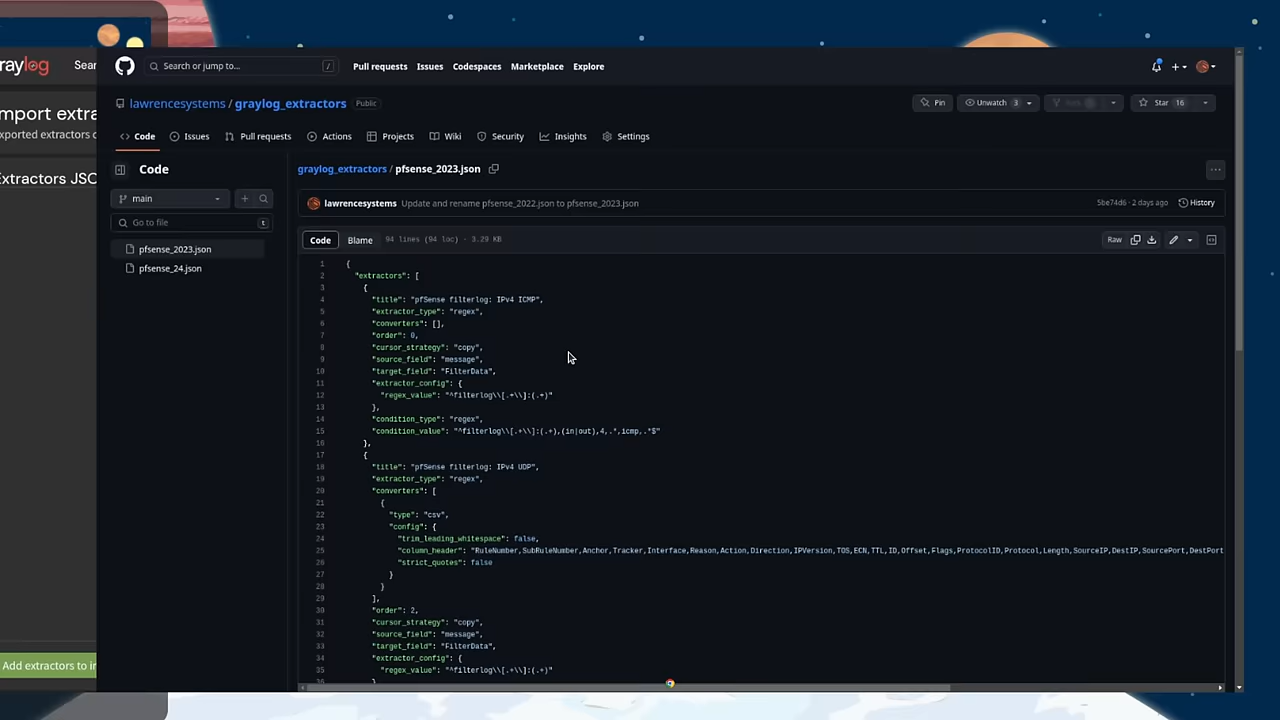 raylog Sear
Search or jump to... /
Pull requests Issues Codespaces Marketplace Explore
lawrencesystems / graylog_extractors Public
Pin Unwatch 3 Star 16
mport extra
exported extractors c
Extractors JSO
Add extractors to in
Code Issues Pull requests Actions Projects Wiki Security Insights Settings
Code
main
Go to file t
pfsense_2023.json
pfsense_24.json
graylog_extractors / pfsense_2023.json
lawrencesystems Update and rename pfsense_2022.json to pfsense_2023.json 5be74d6 · 2 days ago History
Code Blame 94 lines (94 loc) · 3.29 KB Raw
1 {
2 "extractors": [
3 {
4 "title": "pfSense filterlog: IPv4 ICMP",
5 "extractor_type": "regex",
6 "converters": [],
7 "order": 0,
8 "cursor_strategy": "copy",
9 "source_field": "message",
10 "target_field": "FilterData",
11 "extractor_config": {
12 "regex_value": "^filterlog\\[.+\\]:(.+)"
13 },
14 "condition_type": "regex",
15 "condition_value": "^filterlog\\[.+\\]:(.+),(in|out),4,.*,icmp,.*$"
16 },
17 {
18 "title": "pfSense filterlog: IPv4 UDP",
19 "extractor_type": "regex",
20 "converters": [
21 {
22 "type": "csv",
23 "config": {
24 "trim_leading_whitespace": false,
25 "column_header": "RuleNumber,SubRuleNumber,Anchor,Tracker,Interface,Reason,Action,Direction,IPVersion,TOS,ECN,TTL,ID,Offset,Flags,ProtocolID,Protocol,Length,SourceIP,DestIP,SourcePort,DestPort
26 "strict_quotes": false
27 }
28 }
29 ],
30 "order": 2,
31 "cursor_strategy": "copy",
32 "source_field": "message",
33 "target_field": "FilterData",
34 "extractor_config": {
35 "regex_value": "^filterlog\\[.+\\]:(.+)"
36 }